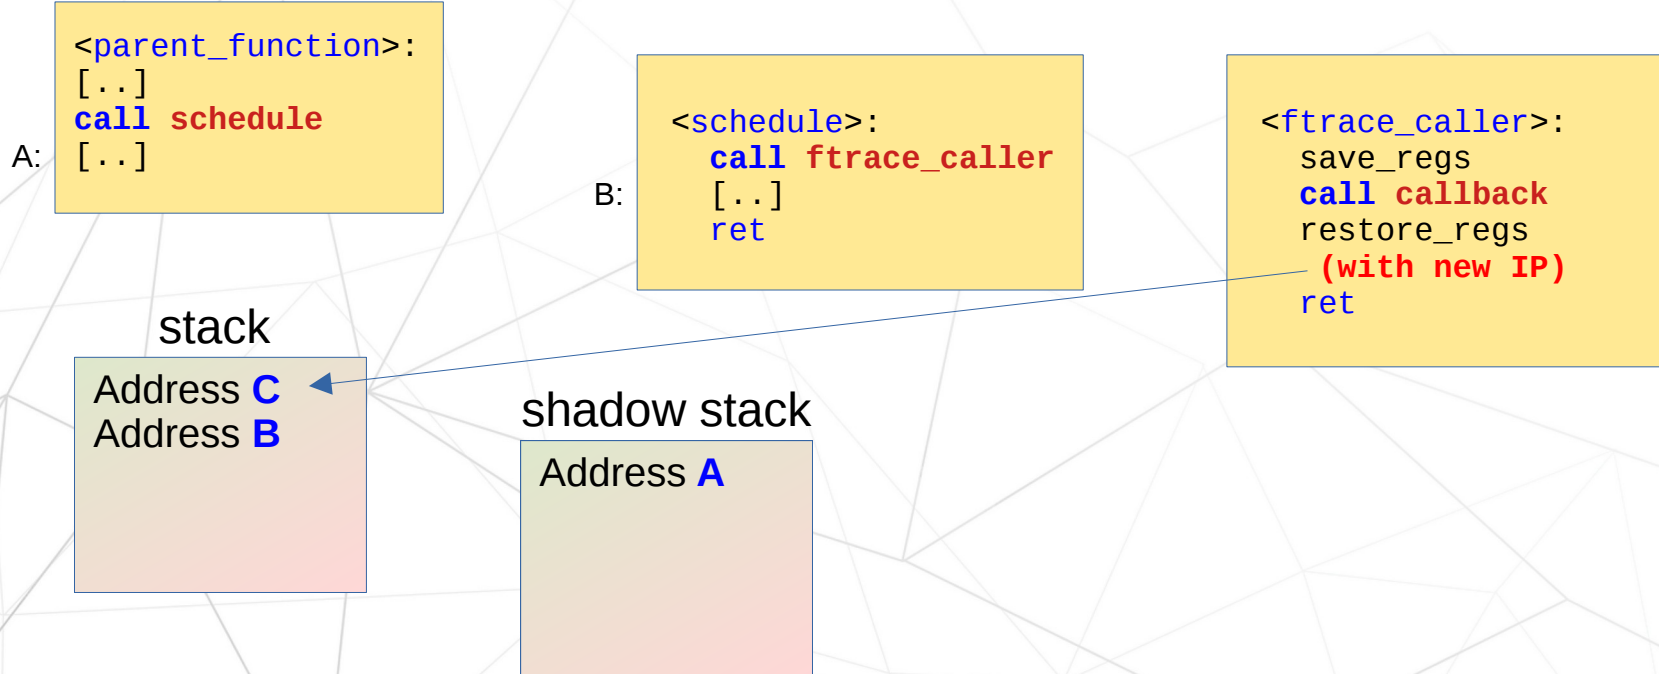 <parent_function>:
[..]
call schedule
A:
[..]
<schedule>:
call ftrace_caller
B:
[..]
ret
<ftrace_caller>:
save_regs
call callback
restore_regs
(with new IP)
ret
stack
Address C
Address B
shadow stack
Address A